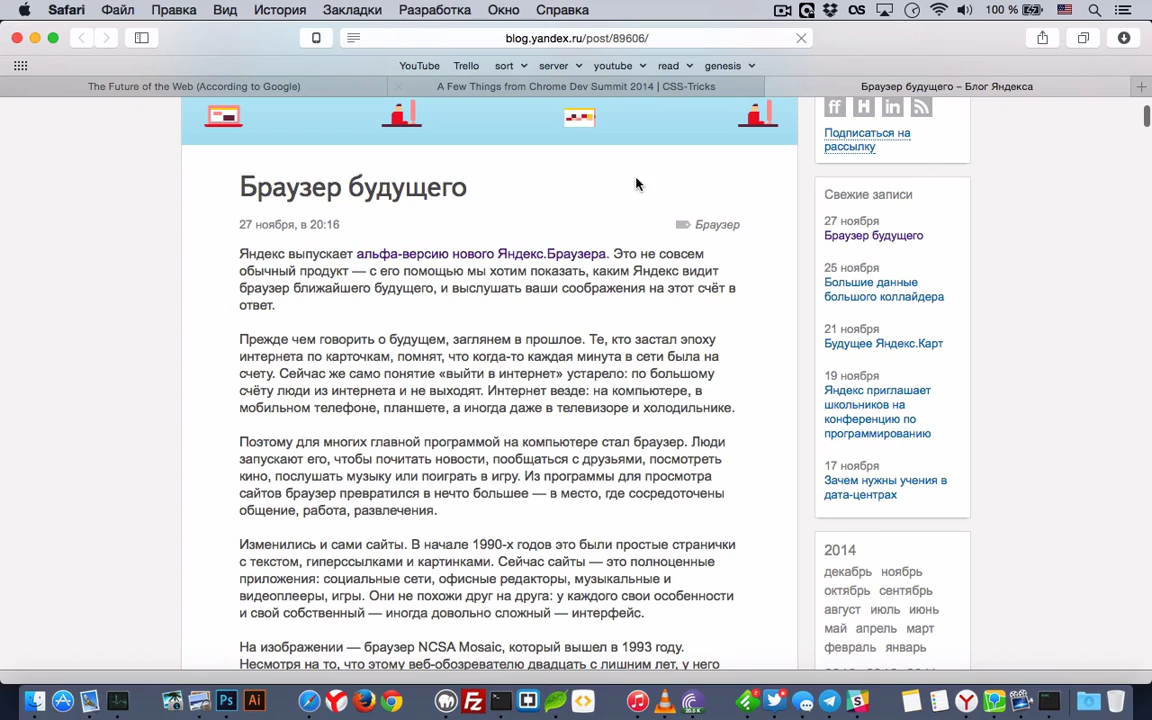 Safari Файл Правка Вид История Закладки Разработка Окно Справка 100 %
blog.yandex.ru/post/89606/
YouTube Trello sort server youtube read genesis
The Future of the Web (According to Google)
A Few Things from Chrome Dev Summit 2014 | CSS-Tricks
Браузер будущего – Блог Яндекса
Браузер будущего
27 ноября, в 20:16
Браузер
Яндекс выпускает альфа-версию нового Яндекс.Браузера. Это не совсем
обычный продукт — с его помощью мы хотим показать, каким Яндекс видит
браузер ближайшего будущего, и выслушать ваши соображения на этот счёт в
ответ.
Прежде чем говорить о будущем, заглянем в прошлое. Те, кто застал эпоху
интернета по карточкам, помнят, что когда-то каждая минута в сети была на
счету. Сейчас же само понятие «выйти в интернет» устарело: по большому
счёту люди из интернета и не выходят. Интернет везде: на компьютере, в
мобильном телефоне, планшете, а иногда даже в телевизоре и холодильнике.
Поэтому для многих главной программой на компьютере стал браузер. Люди
запускают его, чтобы почитать новости, пообщаться с друзьями, посмотреть
кино, послушать музыку или поиграть в игру. Из программы для просмотра
сайтов браузер превратился в нечто большее — в место, где сосредоточены
общение, работа, развлечения.
Изменились и сами сайты. В начале 1990-х годов это были простые странички
с текстом, гиперссылками и картинками. Сейчас сайты — это полноценные
приложения: социальные сети, офисные редакторы, музыкальные и
видеоплееры, игры. Они не похожи друг на друга: у каждого свои особенности
и свой собственный — иногда довольно сложный — интерфейс.
На изображении — браузер NCSA Mosaic, который вышел в 1993 году.
Несмотря на то, что этому веб-обозревателю двадцать с лишним лет, у него
Подписаться на
рассылку
Свежие записи
27 ноября
Браузер будущего
25 ноября
Большие данные
большого коллайдера
21 ноября
Будущее Яндекс.Карт
19 ноября
Яндекс приглашает
школьников на
конференцию по
программированию
17 ноября
Зачем нужны учения в
дата-центрах
2014
декабрь ноябрь
октябрь сентябрь
август июль июнь
май апрель март
февраль январь
Ps Ai